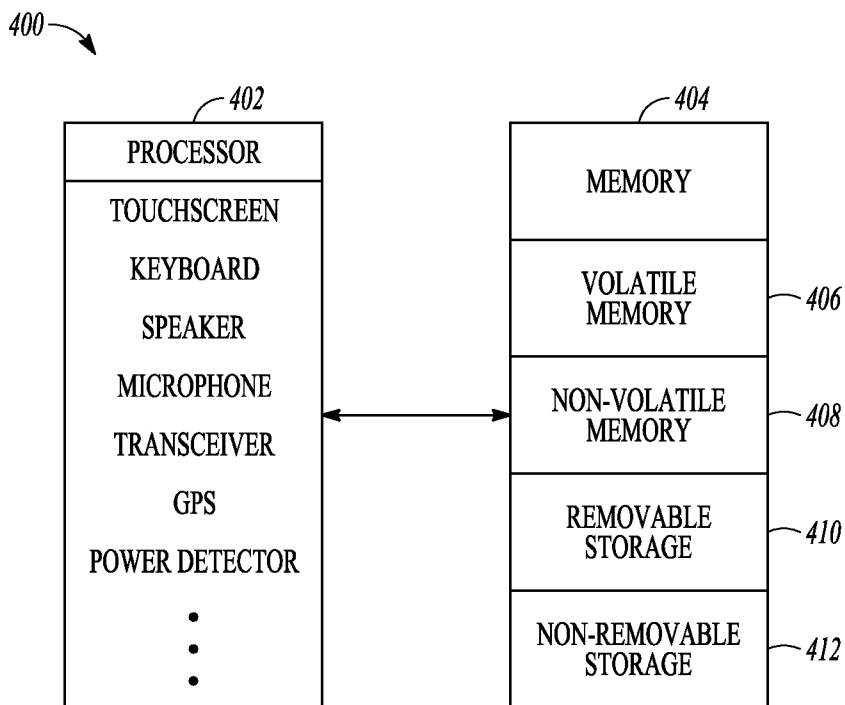 400
402
PROCESSOR
TOUCHSCREEN
KEYBOARD
SPEAKER
MICROPHONE
TRANSCEIVER
GPS
POWER DETECTOR
404
MEMORY
VOLATILE
MEMORY
406
NON-VOLATILE
MEMORY
408
REMOVABLE
STORAGE
410
NON-REMOVABLE
STORAGE
412